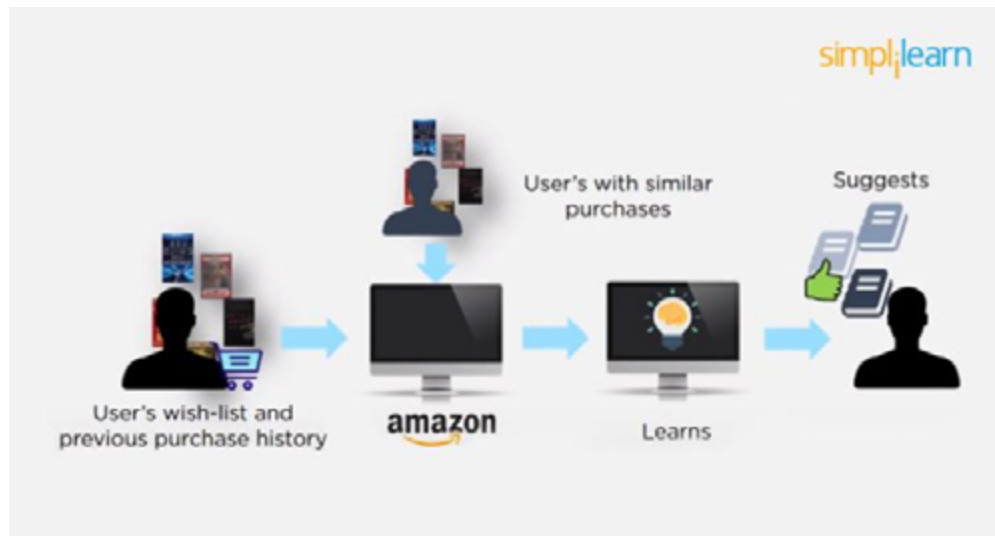 simplilearn
User's with similar
purchases
Suggests
User's wish-list and
previous purchase history
amazon
Learns